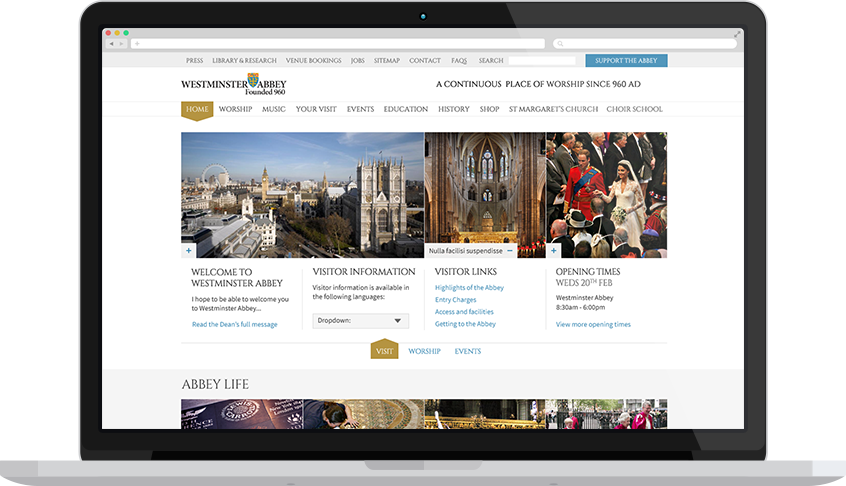 PRESS LIBRARY & RESEARCH VENUE BOOKINGS JOBS SITEMAP CONTACT FAQs SEARCH SUPPORT THE ABBEY
WESTMINSTER ABBEY
Founded 960
A CONTINUOUS PLACE OF WORSHIP SINCE 960 AD
HOME WORSHIP MUSIC YOUR VISIT EVENTS EDUCATION HISTORY SHOP ST MARGARET'S CHURCH CHOIR SCHOOL
Nulla facilisi suspendisse
WELCOME TO
WESTMINSTER ABBEY
I hope to be able to welcome you
to Westminster Abbey...
Read the Dean's full message
VISITOR INFORMATION
Visitor information is available in
the following languages:
Dropdown:
VISITOR LINKS
Highlights of the Abbey
Entry Charges
Access and facilities
Getting to the Abbey
OPENING TIMES
WEDS 20TH FEB
Westminster Abbey
8:30am - 6:00pm
View more opening times
VISIT WORSHIP EVENTS
ABBEY LIFE